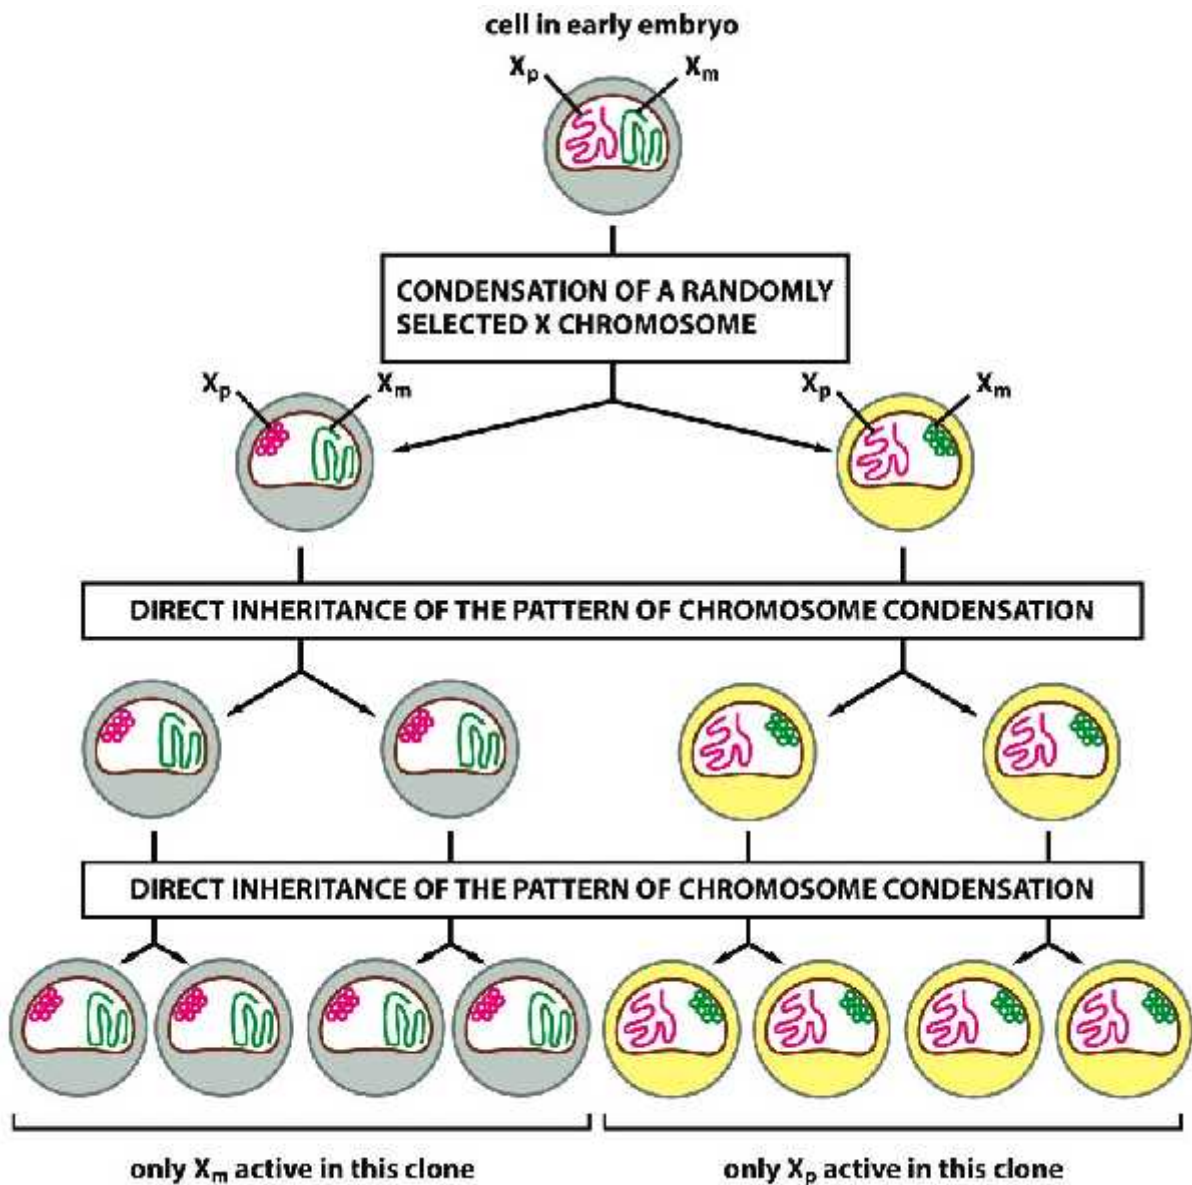 cell in early embryo
Xp Xm
CONDENSATION OF A RANDOMLY
SELECTED X CHROMOSOME
Xp Xm Xp Xm
DIRECT INHERITANCE OF THE PATTERN OF CHROMOSOME CONDENSATION
DIRECT INHERITANCE OF THE PATTERN OF CHROMOSOME CONDENSATION
only Xm active in this clone
only Xp active in this clone